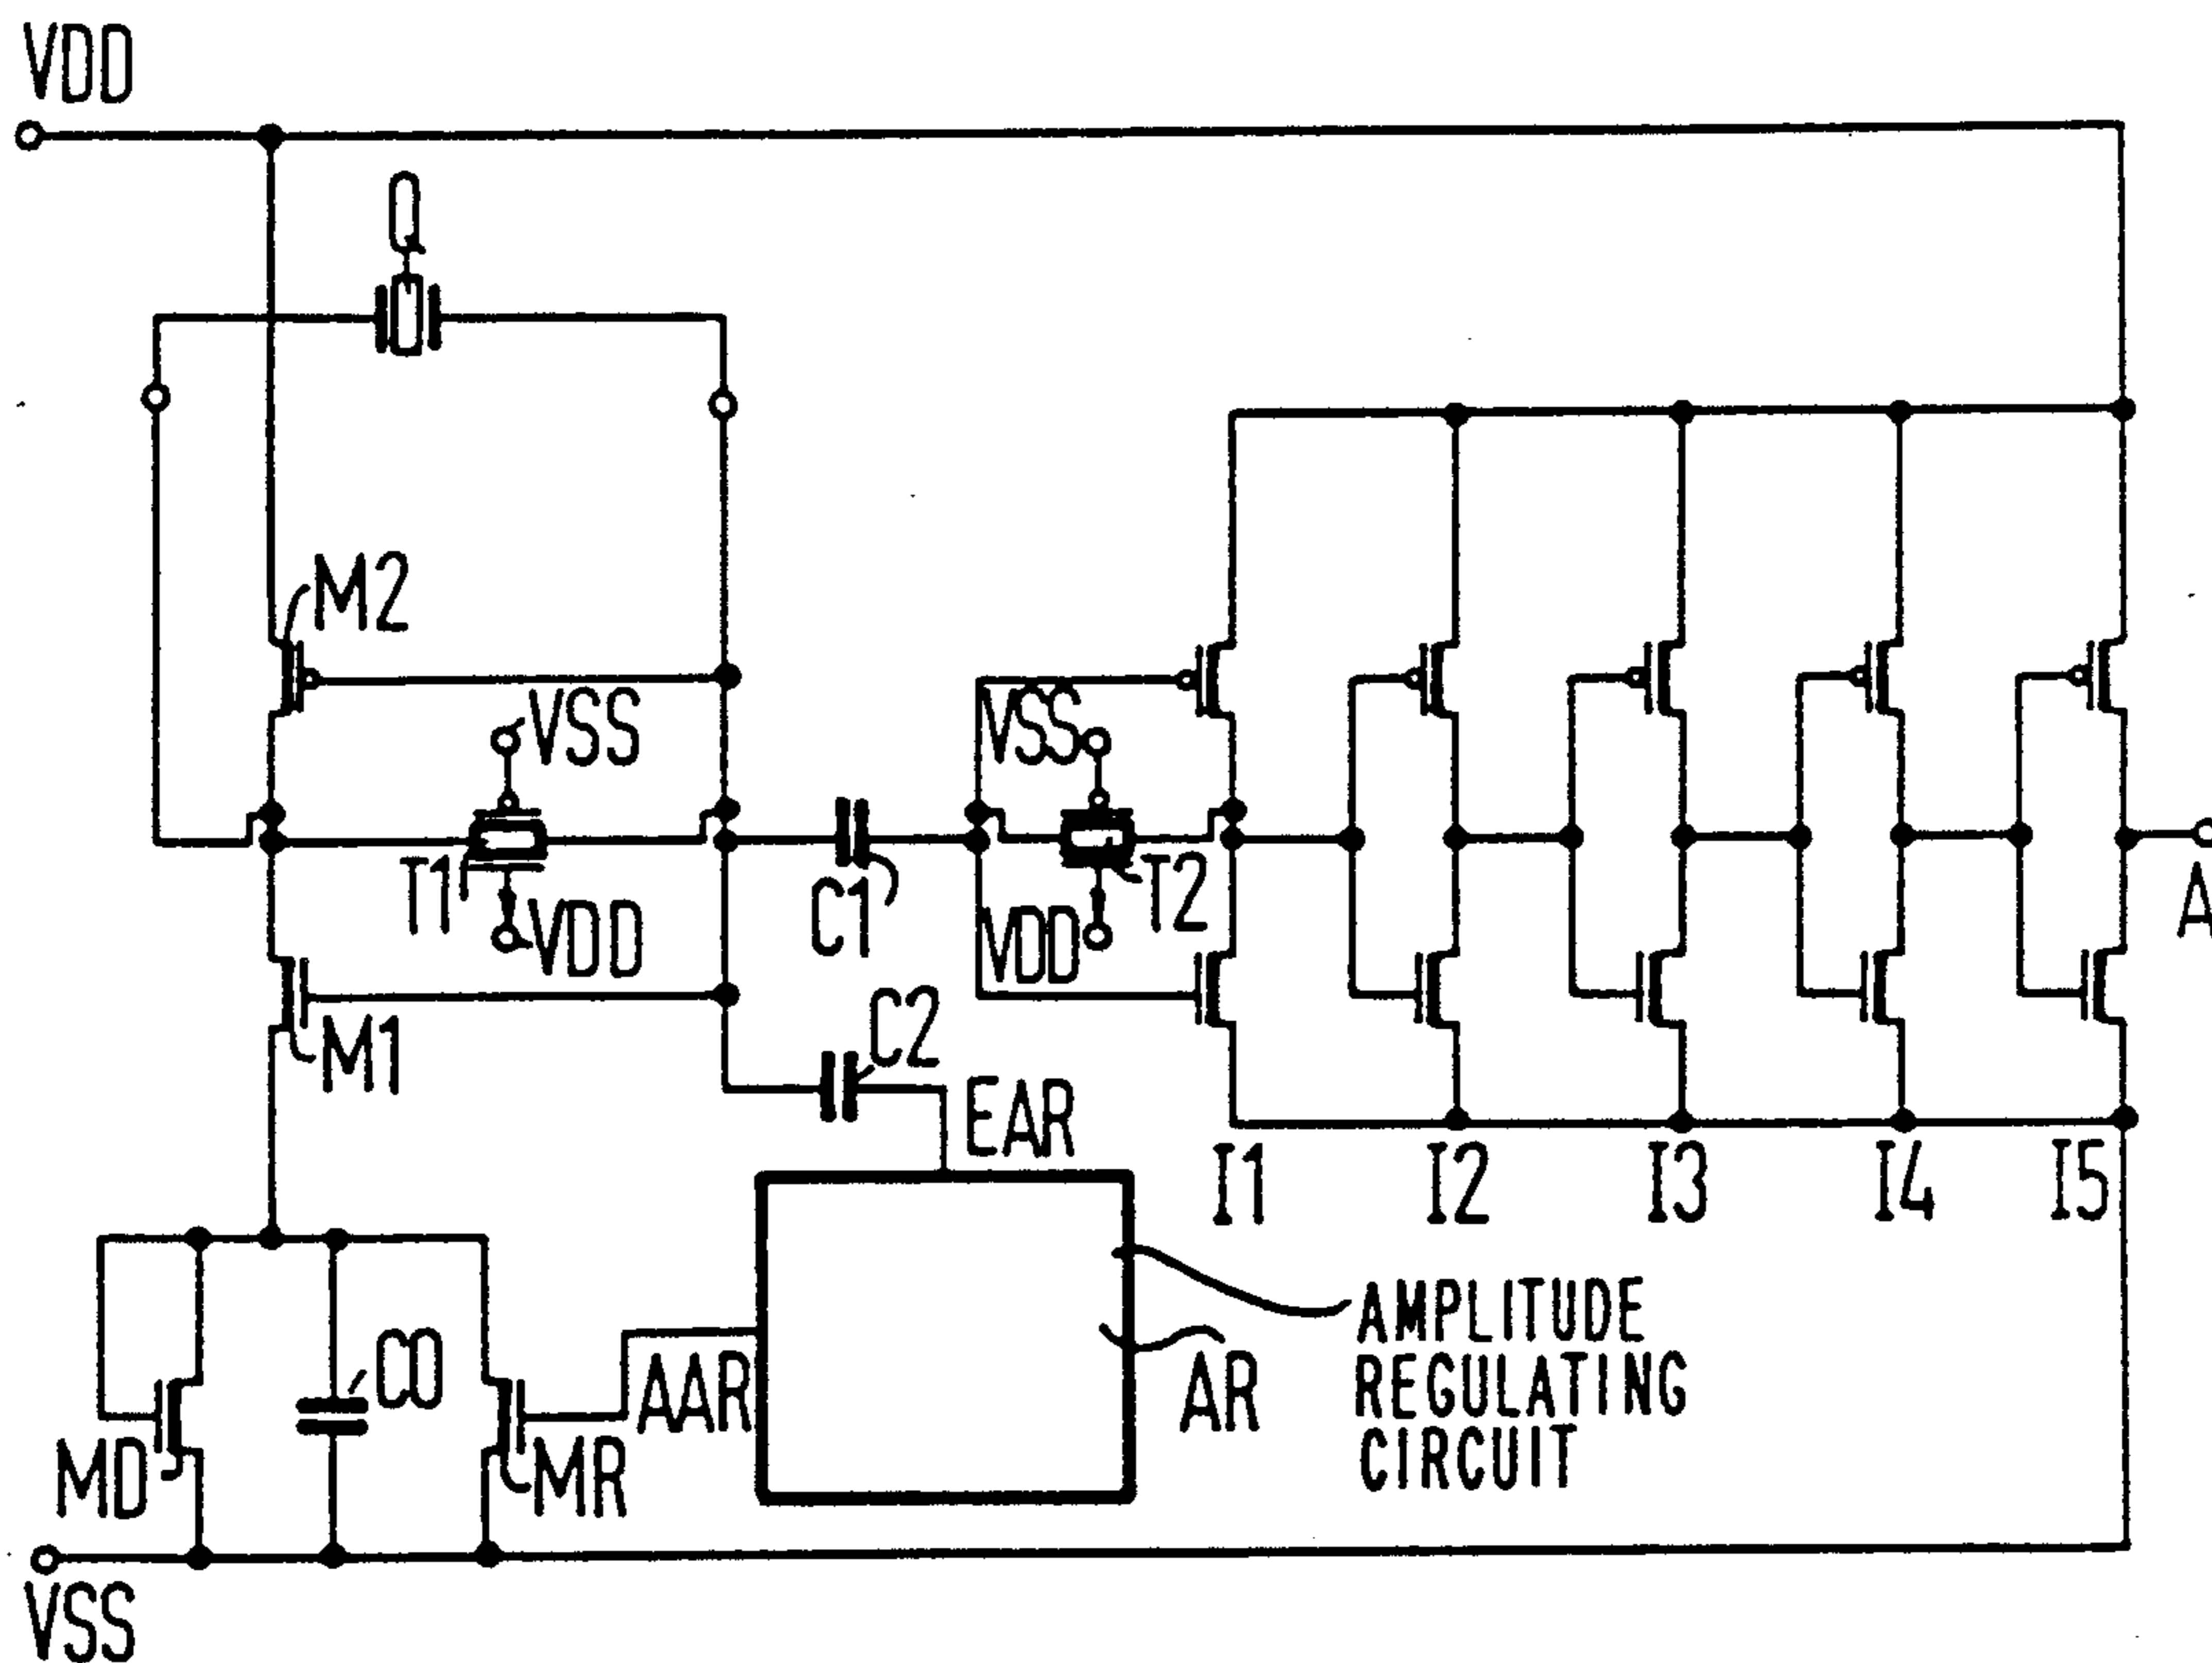 VDD
Q
M2
VSS
VSS
T1
VDD
C1
VDD
T2
M1
C2
EAR
I1
I2
I3
I4
I5
A
AMPLITUDE
REGULATING
CIRCUIT
AR
AAR
C0
MD
MR
VSS